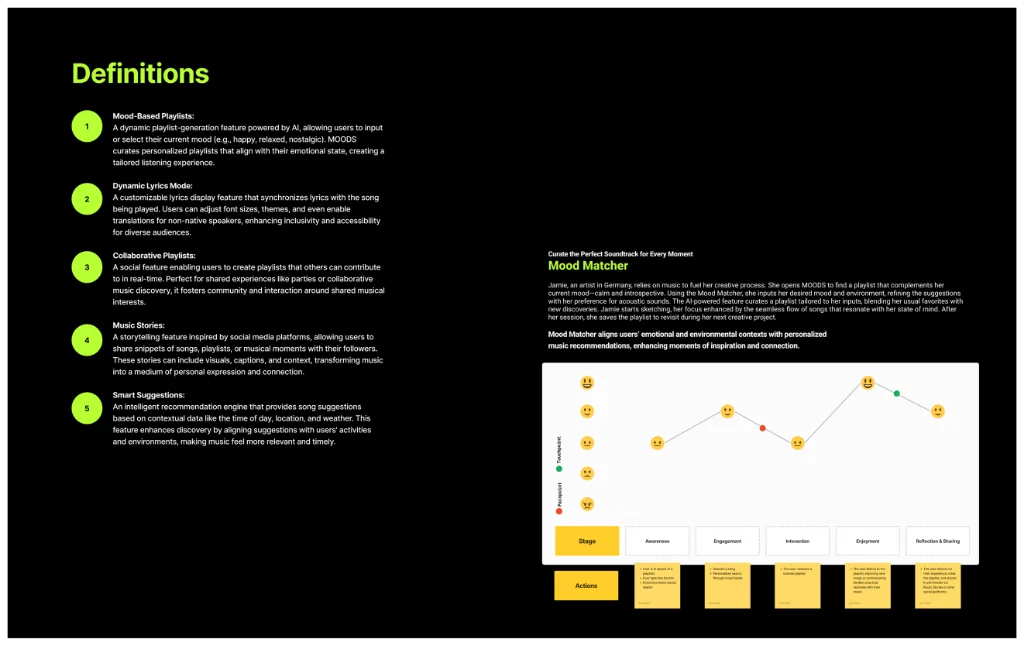 Definitions
1
Mood-Based Playlists:
A dynamic playlist-generation feature powered by AI, allowing users to input
or select their current mood (e.g., happy, relaxed, nostalgic). MOODS
curates personalized playlists that align with their emotional state, creating a
tailored listening experience.
2
Dynamic Lyrics Mode:
A customizable lyrics display feature that synchronizes lyrics with the song
being played. Users can adjust font sizes, themes, and even enable
translations for non-native speakers, enhancing inclusivity and accessibility
for diverse audiences.
3
Collaborative Playlists:
A social feature enabling users to create playlists that others can contribute
to in real-time. Perfect for shared experiences like parties or collaborative
music discovery, it fosters community and interaction around shared musical
interests.
4
Music Stories:
A storytelling feature inspired by social media platforms, allowing users to
share snippets of songs, playlists, or musical moments with their followers.
These stories can include visuals, captions, and context, transforming music
into a medium of personal expression and connection.
5
Smart Suggestions:
An intelligent recommendation engine that provides song suggestions
based on contextual data like the time of day, location, and weather. This
feature enhances discovery by aligning suggestions with users' activities
and environments, making music feel more relevant and timely.
Curate the Perfect Soundtrack for Every Moment
Mood Matcher
Jamie, an artist in Germany, relies on music to fuel her creative process. She opens MOODS to find a playlist that complements her
current mood—calm and introspective. Using the Mood Matcher, she inputs her desired mood and environment, refining the suggestions
with her preference for acoustic sounds. The AI-powered feature curates a playlist tailored to her inputs, blending her usual favorites with
new discoveries. Jamie starts sketching, her focus enhanced by the seamless flow of songs that resonate with her state of mind. After
her session, she saves the playlist to revisit during her next creative project.
Mood Matcher aligns users' emotional and environmental contexts with personalized
music recommendations, enhancing moments of inspiration and connection.
Touchpoint
Painpoint
Stage
Awareness
Engagement
Interaction
Enjoyment
Reflection & Sharing
Actions